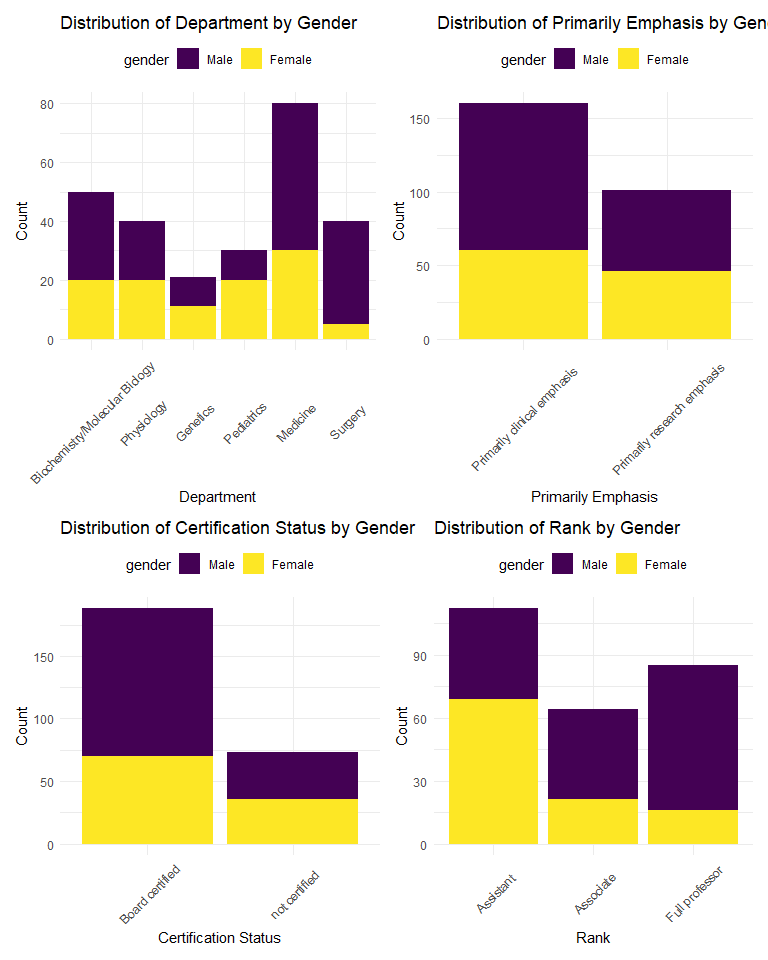 Distribution of Department by Gender
gender Male Female
80
60
40
20
0
Count
Biochemistry/Molecular Biology
Physiology
Genetics
Pediatrics
Medicine
Surgery
Department
Distribution of Primarily Emphasis by Gen
gender Male Female
150
100
50
0
Count
Primarily clinical emphasis
Primarily research emphasis
Primarily Emphasis
Distribution of Certification Status by Gender
gender Male Female
150
100
50
0
Count
Board certified
not certified
Certification Status
Distribution of Rank by Gender
gender Male Female
90
60
30
0
Count
Assistant
Associate
Full professor
Rank